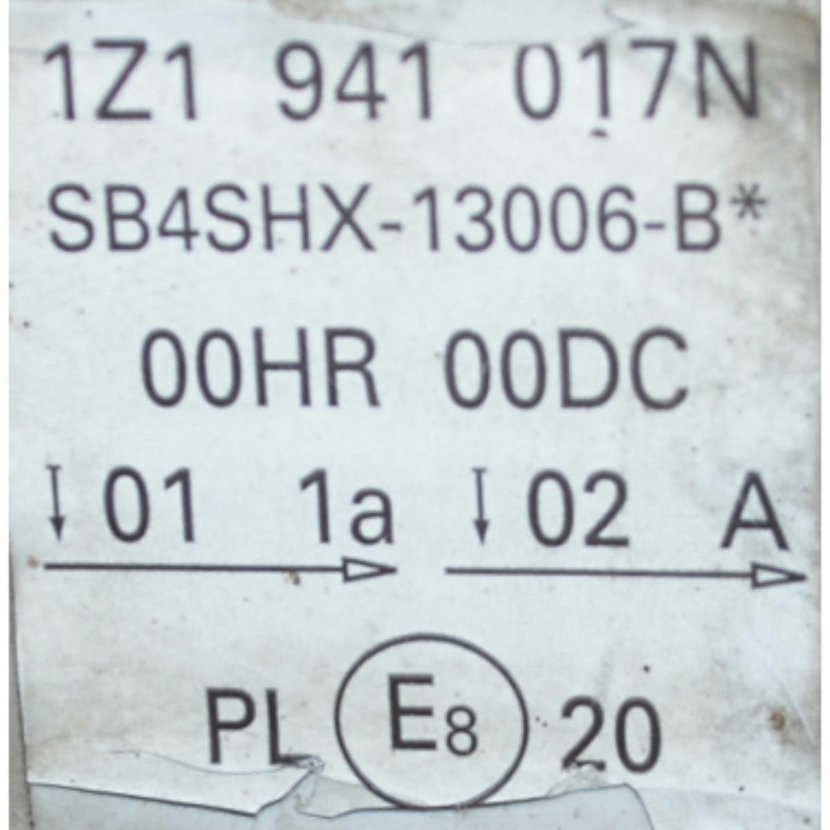 1Z1 941 017N
SB4SHX-13006-B*
00HR 00DC
↓01 1a ↓02 A
PL E8 20